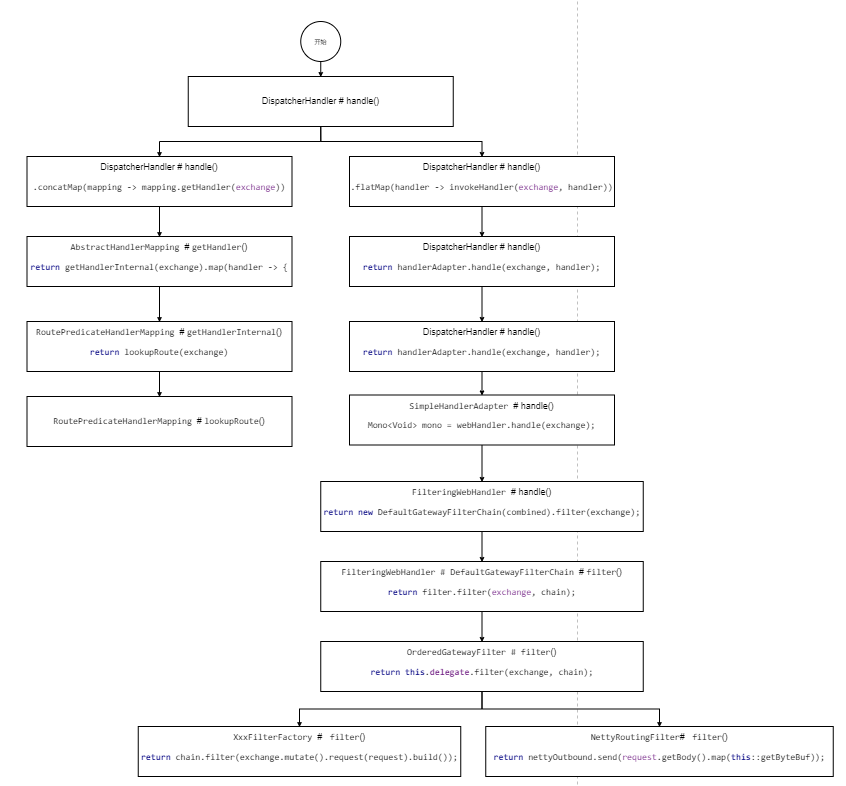 开始
DispatcherHandler # handle()
DispatcherHandler # handle()
.concatMap(mapping -> mapping.getHandler(exchange))
AbstractHandlerMapping # getHandler()
return getHandlerInternal(exchange).map(handler -> {
RoutePredicateHandlerMapping # getHandlerInternal()
return lookupRoute(exchange)
RoutePredicateHandlerMapping # lookupRoute()
DispatcherHandler # handle()
.flatMap(handler -> invokeHandler(exchange, handler))
DispatcherHandler # handle()
return handlerAdapter.handle(exchange, handler);
DispatcherHandler # handle()
return handlerAdapter.handle(exchange, handler);
SimpleHandlerAdapter # handle()
Mono<Void> mono = webHandler.handle(exchange);
FilteringWebHandler # handle()
return new DefaultGatewayFilterChain(combined).filter(exchange);
FilteringWebHandler # DefaultGatewayFilterChain # filter()
return filter.filter(exchange, chain);
OrderedGatewayFilter # filter()
return this.delegate.filter(exchange, chain);
XxxFilterFactory # filter()
return chain.filter(exchange.mutate().request(request).build());
NettyRoutingFilter# filter()
return nettyOutbound.send(request.getBody().map(this::getByteBuf));